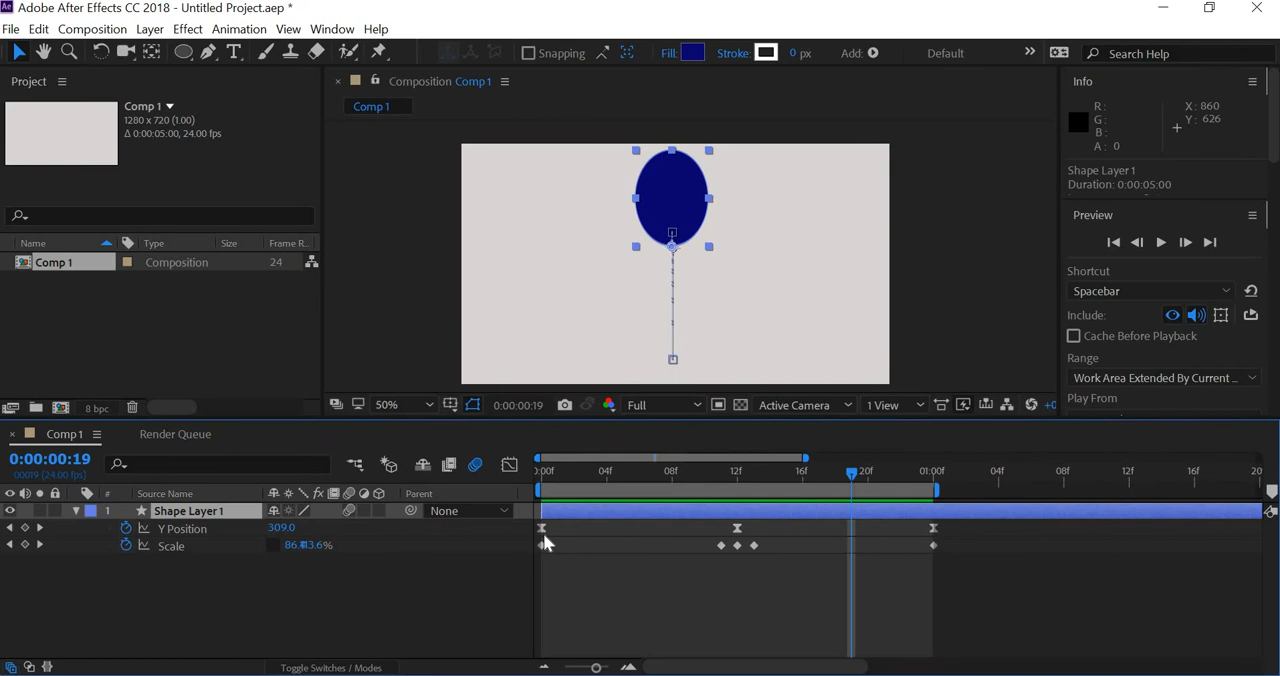 Ae Adobe After Effects CC 2018 - Untitled Project.aep *
File Edit Composition Layer Effect Animation View Window Help
Snapping Fill: Stroke: 0 px Add: Default Search Help
Project
Comp 1
1280 x 720 (1.00)
Δ 0:00:05:00, 24.00 fps
Name Type Size Frame R...
Comp 1 Composition 24
8 bpc
Composition Comp 1
Comp 1
50% 0:00:00:19 Full Active Camera 1 View +0
Info
R: X: 860
G: Y: 626
B:
A: 0
Shape Layer 1
Duration: 0:00:05:00
Preview
Shortcut
Spacebar
Include:
Cache Before Playback
Range
Work Area Extended By Current ...
Play From
Comp 1 Render Queue
0:00:00:19
00019 (24.00 fps)
:00f 04f 08f 12f 16f 20f 01:00f 04f 08f 12f 16f 20
# Source Name fx Parent
1 Shape Layer 1 None
Y Position 309.0
Scale
Toggle Switches / Modes